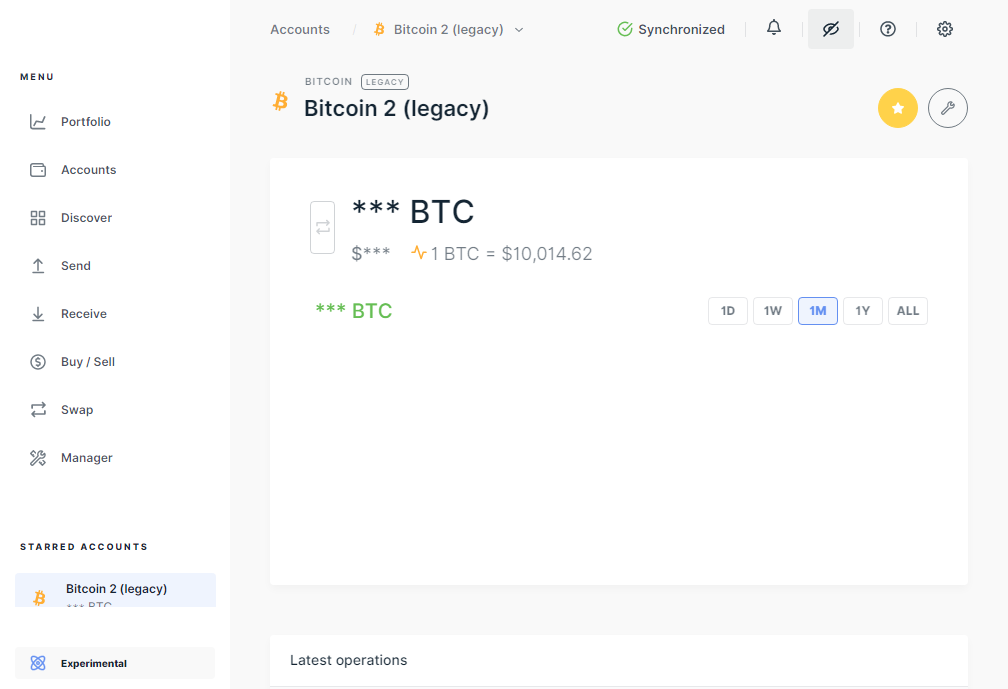 Accounts / Bitcoin 2 (legacy) Synchronized
MENU
Portfolio
Accounts
Discover
Send
Receive
Buy / Sell
Swap
Manager
STARRED ACCOUNTS
Bitcoin 2 (legacy)
*** BTC
Experimental
BITCOIN LEGACY
Bitcoin 2 (legacy)
*** BTC
$*** 1 BTC = $10,014.62
*** BTC 1D 1W 1M 1Y ALL
Latest operations